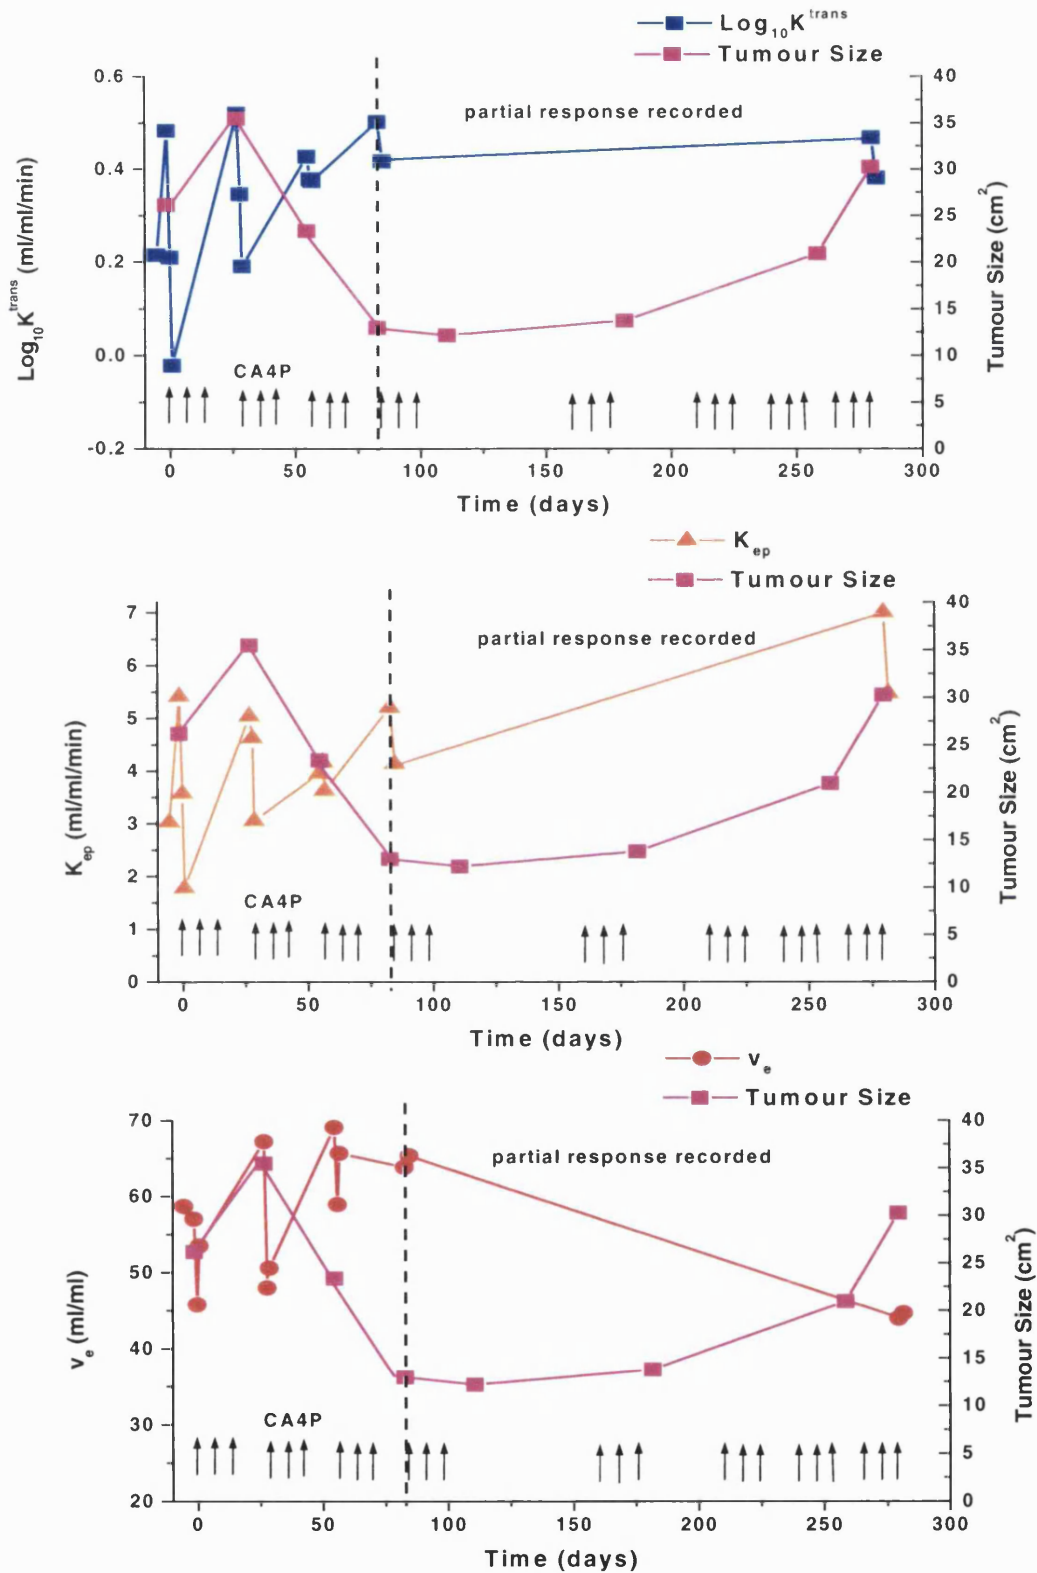 Log₁₀K^trans
Tumour Size
0.6
0.4
0.2
0.0
-0.2
Log₁₀K^trans (ml/ml/min)
partial response recorded
CA4P
40
35
30
25
20
15
10
5
0
Tumour Size (cm²)
0 50 100 150 200 250 300
Time (days)
K_ep
Tumour Size
7
6
5
4
3
2
1
0
K_ep (ml/ml/min)
partial response recorded
CA4P
40
35
30
25
20
15
10
5
0
Tumour Size (cm²)
0 50 100 150 200 250 300
Time (days)
v_e
Tumour Size
70
60
50
40
30
20
v_e (ml/ml)
partial response recorded
CA4P
40
35
30
25
20
15
10
5
0
Tumour Size (cm²)
0 50 100 150 200 250 300
Time (days)